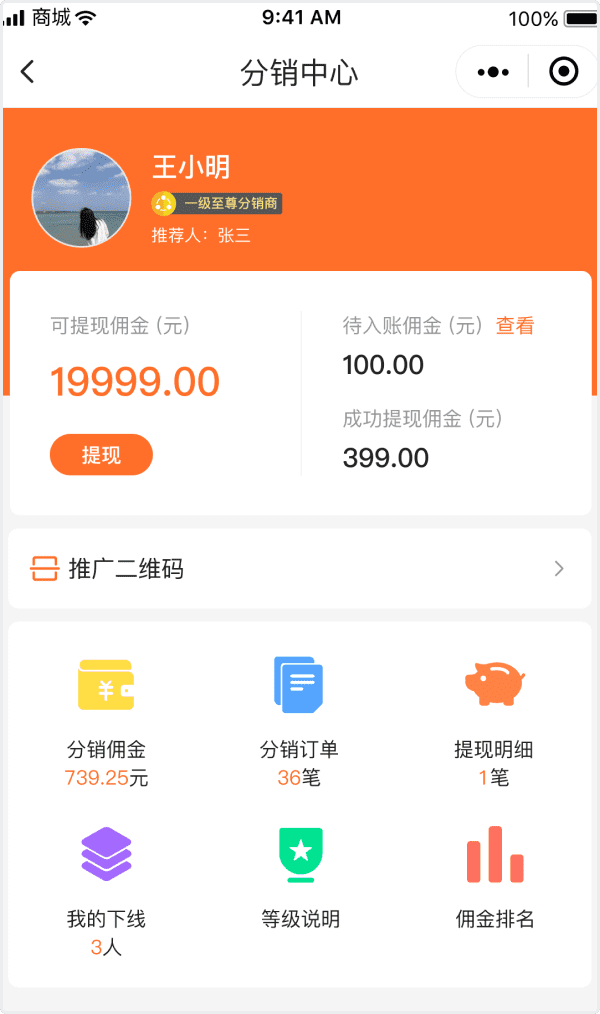 商城
9:41 AM
100%
分销中心
王小明
一级至尊分销商
推荐人：张三
可提现佣金 (元)
19999.00
提现
待入账佣金 (元) 查看
100.00
成功提现佣金 (元)
399.00
推广二维码
¥
分销佣金
739.25元
分销订单
36笔
提现明细
1笔
我的下线
3人
等级说明
佣金排名